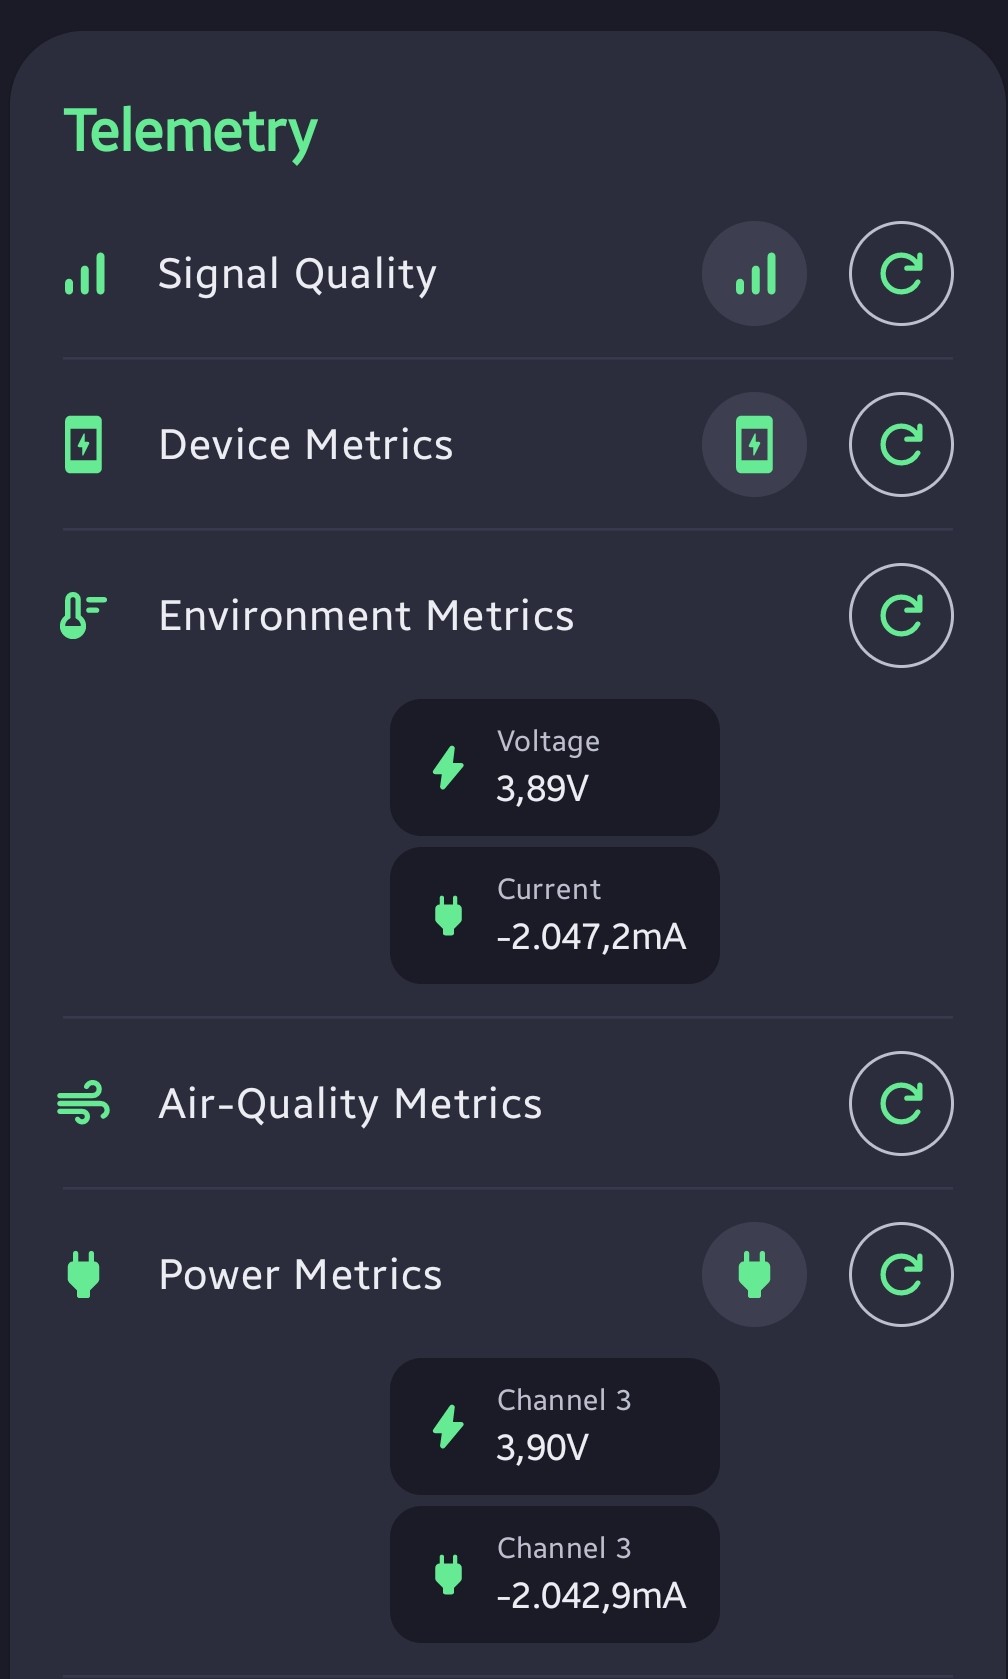 Telemetry
Signal Quality
Device Metrics
Environment Metrics
Voltage
3,89V
Current
-2.047,2mA
Air-Quality Metrics
Power Metrics
Channel 3
3,90V
Channel 3
-2.042,9mA